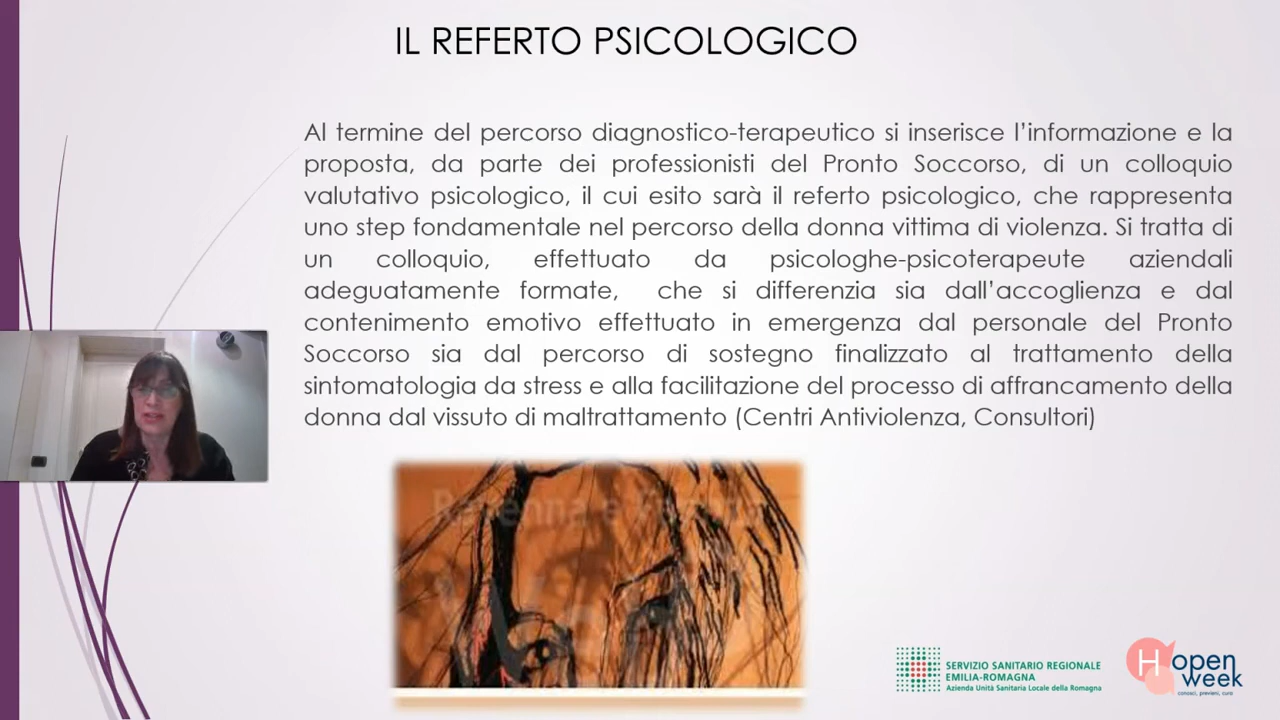 IL REFERTO PSICOLOGICO
Al termine del percorso diagnostico-terapeutico si inserisce l'informazione e la
proposta, da parte dei professionisti del Pronto Soccorso, di un colloquio
valutativo psicologico, il cui esito sarà il referto psicologico, che rappresenta
uno step fondamentale nel percorso della donna vittima di violenza. Si tratta di
un colloquio, effettuato da psicologhe-psicoterapeute aziendali
adeguatamente formate, che si differenzia sia dall'accoglienza e dal
contenimento emotivo effettuato in emergenza dal personale del Pronto
Soccorso sia dal percorso di sostegno finalizzato al trattamento della
sintomatologia da stress e alla facilitazione del processo di affrancamento della
donna dal vissuto di maltrattamento (Centri Antiviolenza, Consultori)
SERVIZIO SANITARIO REGIONALE
EMILIA-ROMAGNA
Azienda Unità Sanitaria Locale della Romagna
H open
week
conosci, previeni, cura